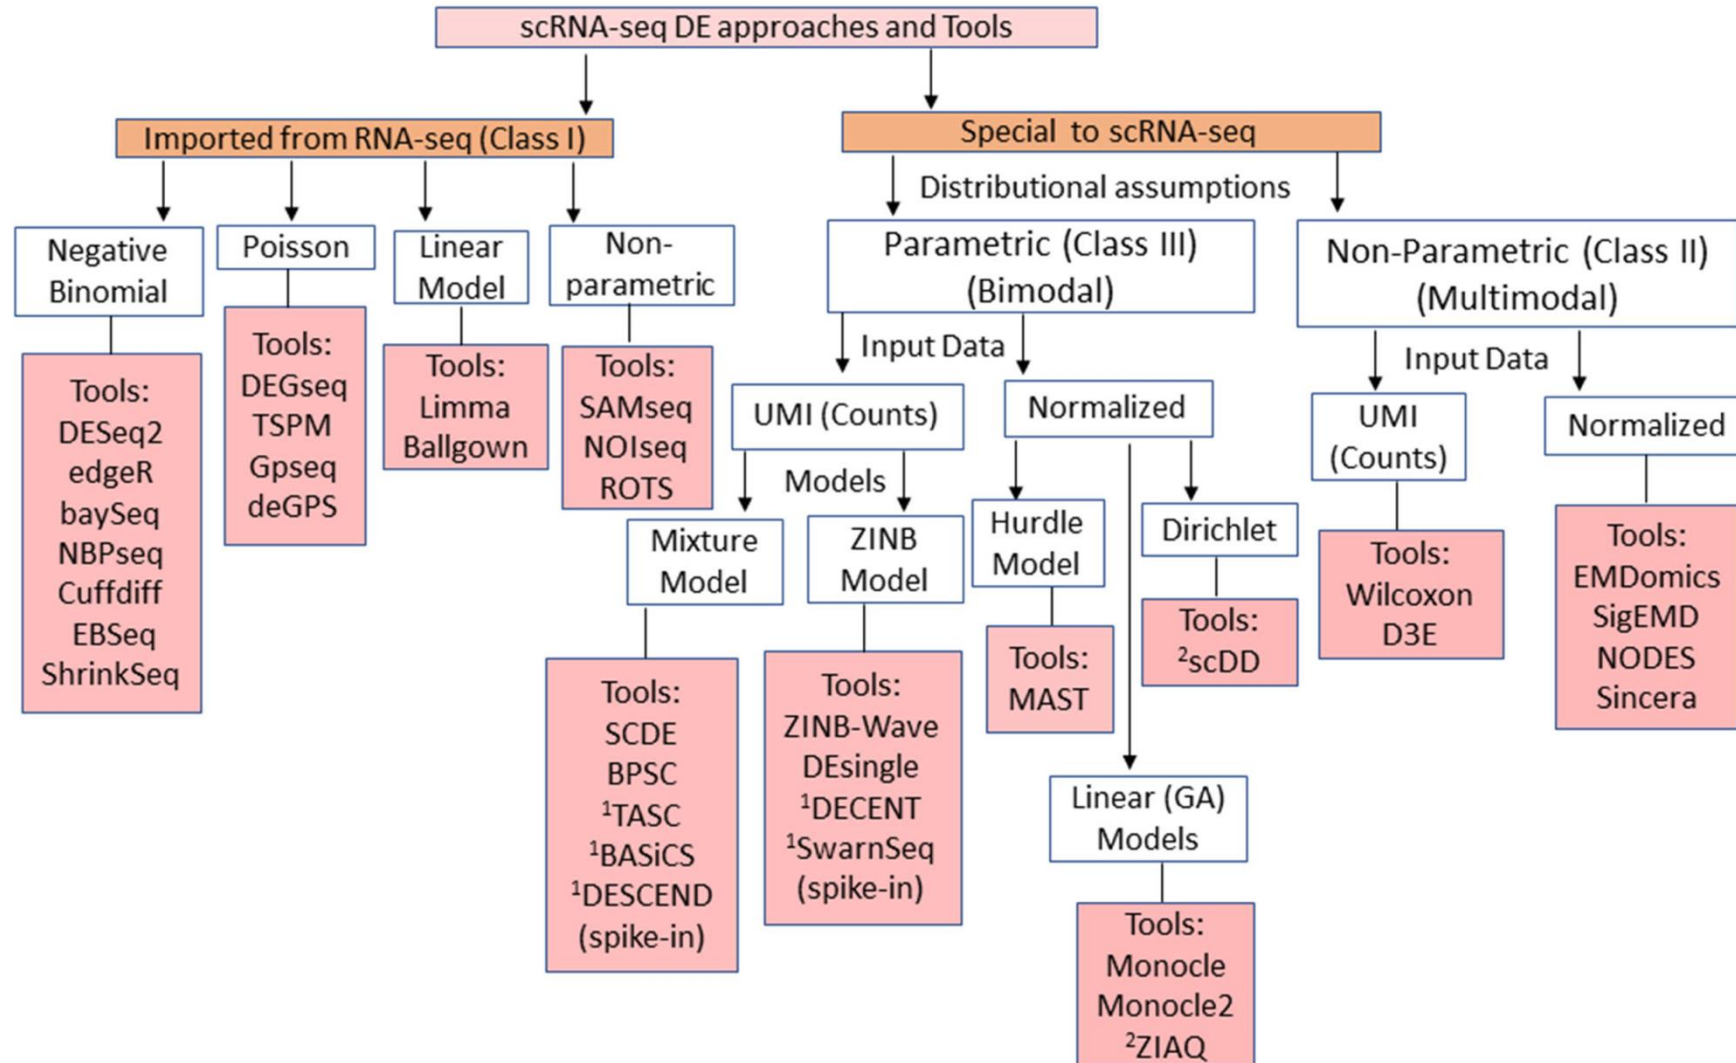 scRNA-seq DE approaches and Tools
Imported from RNA-seq (Class I)
Special to scRNA-seq
Distributional assumptions
Negative
Binomial
Poisson
Linear
Model
Non-
parametric
Parametric (Class III)
(Bimodal)
Non-Parametric (Class II)
(Multimodal)
Tools:
DESeq2
edgeR
baySeq
NBPseq
Cuffdiff
EBSeq
ShrinkSeq
Tools:
DEGseq
TSPM
Gpseq
deGPS
Tools:
Limma
Ballgown
Tools:
SAMseq
NOIseq
ROTS
Input Data
UMI (Counts)
Normalized
Models
Mixture
Model
ZINB
Model
Hurdle
Model
Dirichlet
Tools:
SCDE
BPSC
¹TASC
¹BASiCS
¹DESCEND
(spike-in)
Tools:
ZINB-Wave
DEsingle
¹DECENT
¹SwarnSeq
(spike-in)
Tools:
MAST
Tools:
²scDD
Linear (GA)
Models
Tools:
Monocle
Monocle2
²ZIAQ
Input Data
UMI
(Counts)
Normalized
Tools:
Wilcoxon
D3E
Tools:
EMDomics
SigEMD
NODES
Sincera